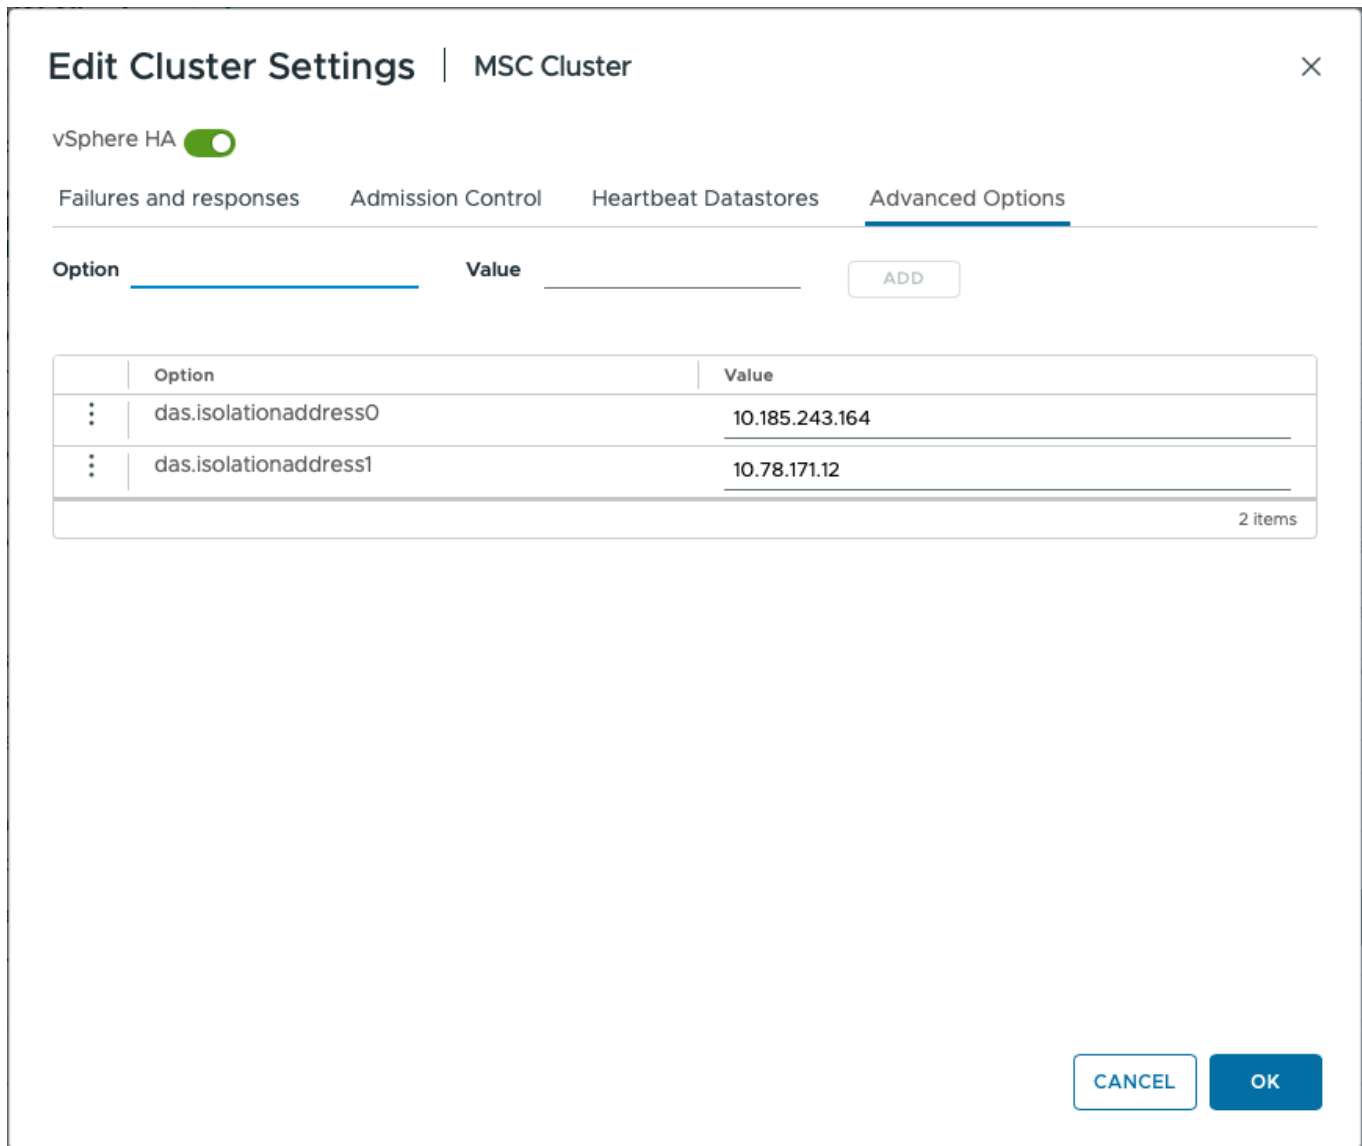 Edit Cluster Settings | MSC Cluster
vSphere HA
Failures and responses Admission Control Heartbeat Datastores Advanced Options
Option Value ADD
Option Value
das.isolationaddress0 10.185.243.164
das.isolationaddress1 10.78.171.12
2 items
CANCEL OK